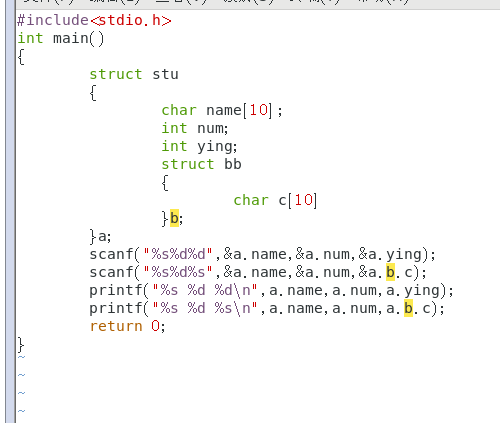 #include<stdio.h>
int main()
{
struct stu
{
char name[10];
int num;
int ying;
struct bb
{
char c[10]
}b;
}a;
scanf("%s%d%d",&a.name,&a.num,&a.ying);
scanf("%s%d%s",&a.name,&a.num,&a.b.c);
printf("%s %d %d\n",a.name,a.num,a.ying);
printf("%s %d %s\n",a.name,a.num,a.b.c);
return 0;
}
~
~
~
~